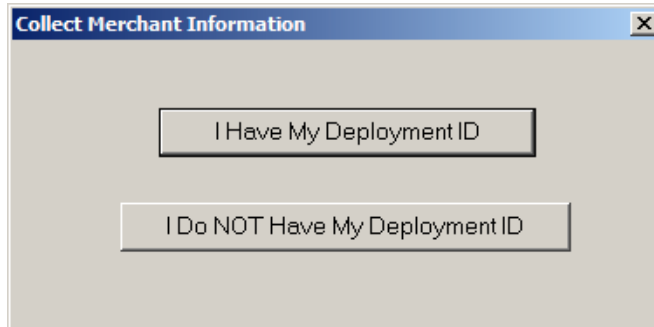 Collect Merchant Information
I Have My Deployment ID
I Do NOT Have My Deployment ID